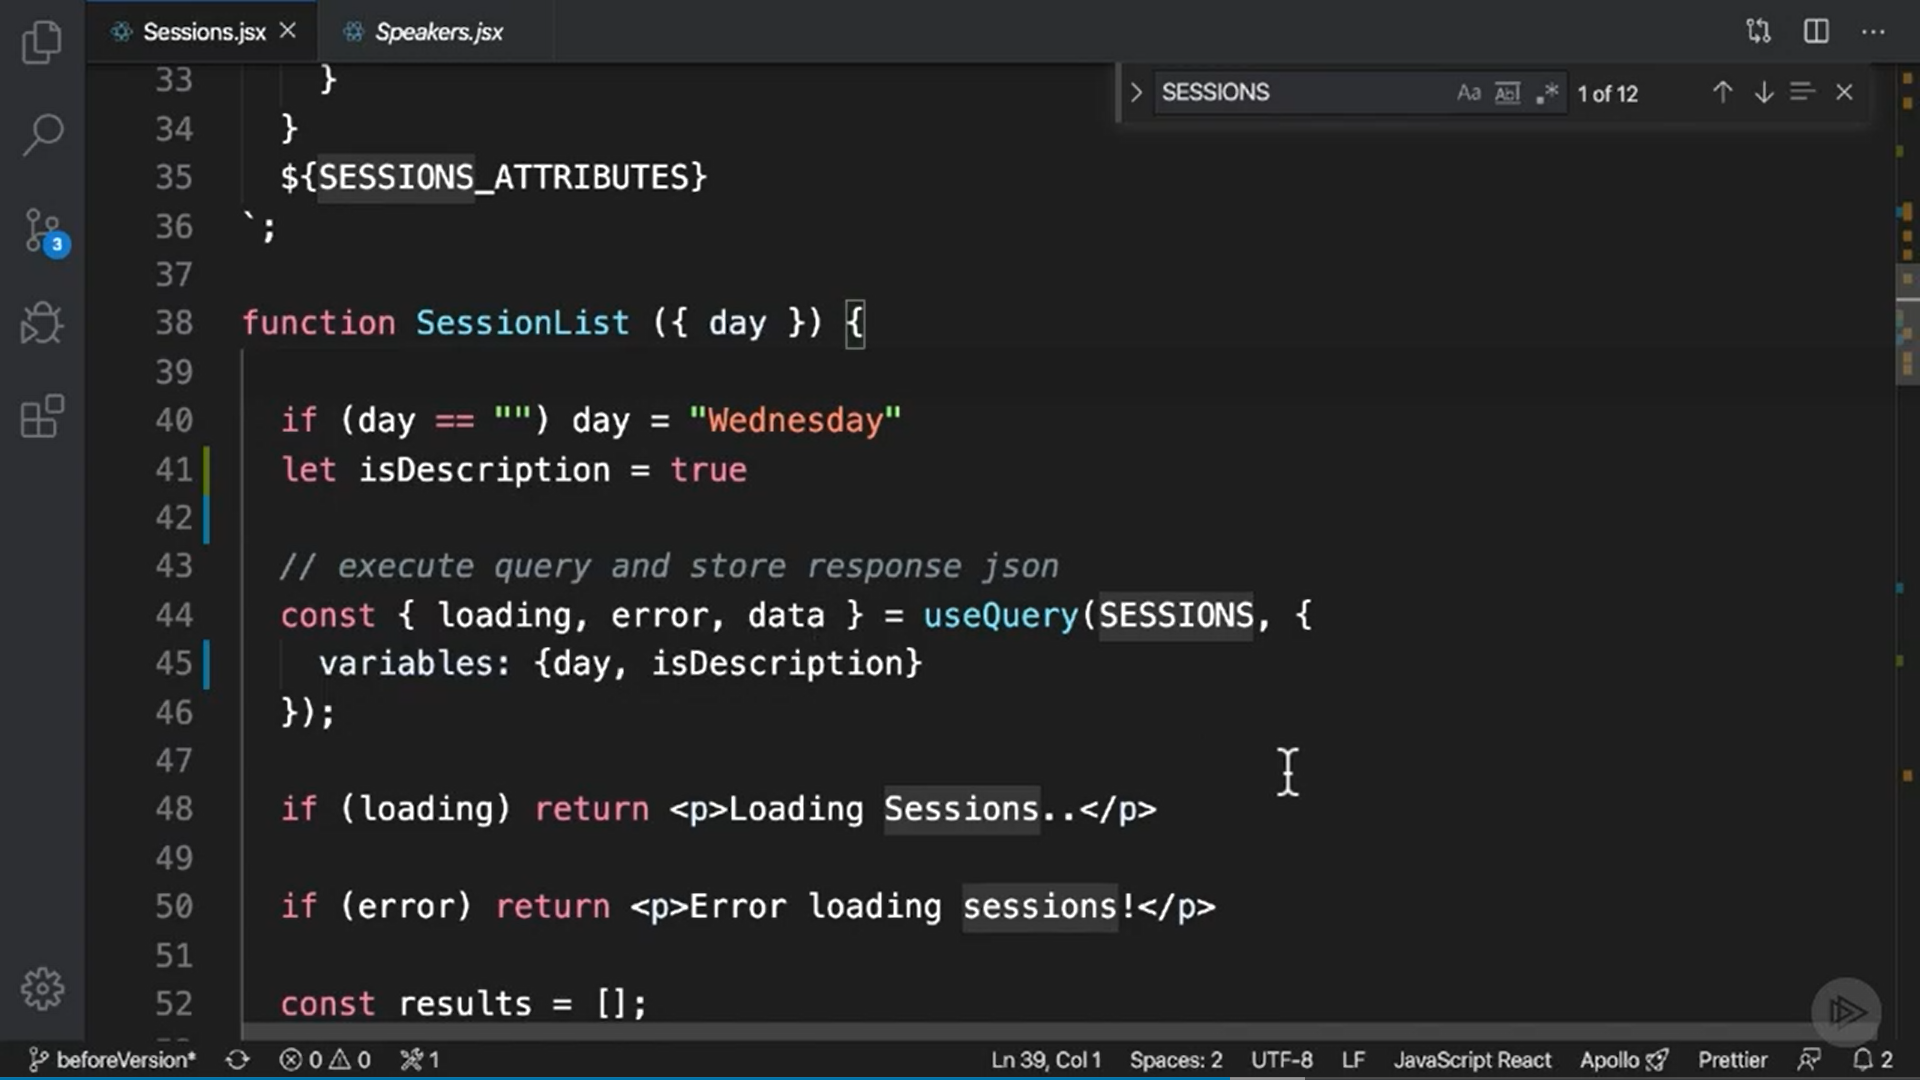 Sessions.jsx
Speakers.jsx
SESSIONS
Aa
Abl
.*
1 of 12
33 }
34 }
35 ${SESSIONS_ATTRIBUTES}
36 `;
37
38 function SessionList ({ day }) {
39
40 if (day == "") day = "Wednesday"
41 let isDescription = true
42
43 // execute query and store response json
44 const { loading, error, data } = useQuery(SESSIONS, {
45 variables: {day, isDescription}
46 });
47
48 if (loading) return <p>Loading Sessions..</p>
49
50 if (error) return <p>Error loading sessions!</p>
51
52 const results = [];
3
beforeVersion* 0 0 1 Ln 39, Col 1 Spaces: 2 UTF-8 LF JavaScript React Apollo Prettier 2